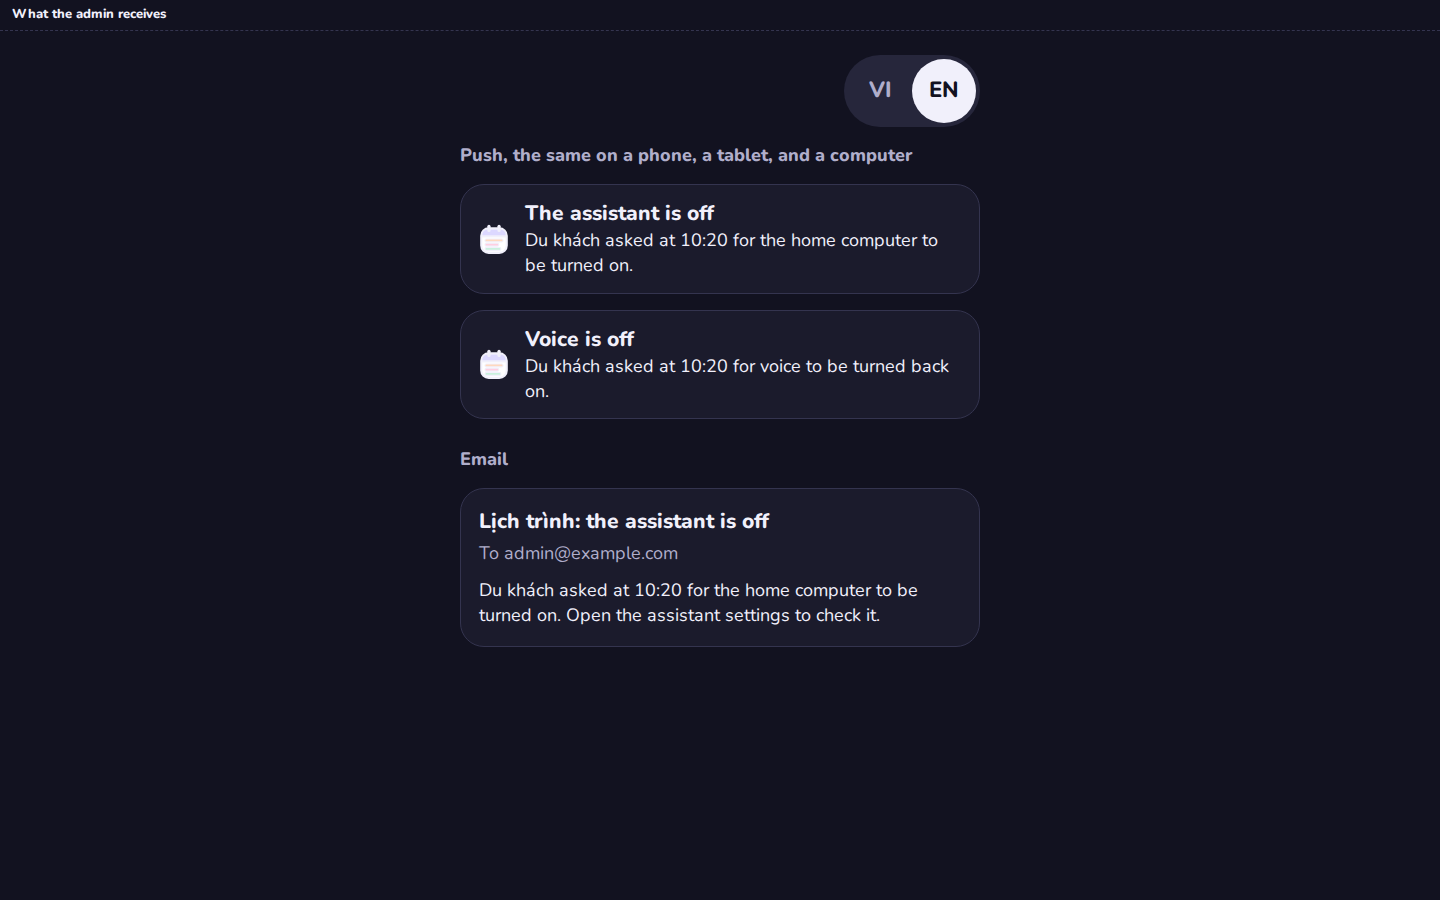 What the admin receives
VI EN
Push, the same on a phone, a tablet, and a computer
The assistant is off
Du khách asked at 10:20 for the home computer to
be turned on.
Voice is off
Du khách asked at 10:20 for voice to be turned back
on.
Email
Lịch trình: the assistant is off
To admin@example.com
Du khách asked at 10:20 for the home computer to be
turned on. Open the assistant settings to check it.